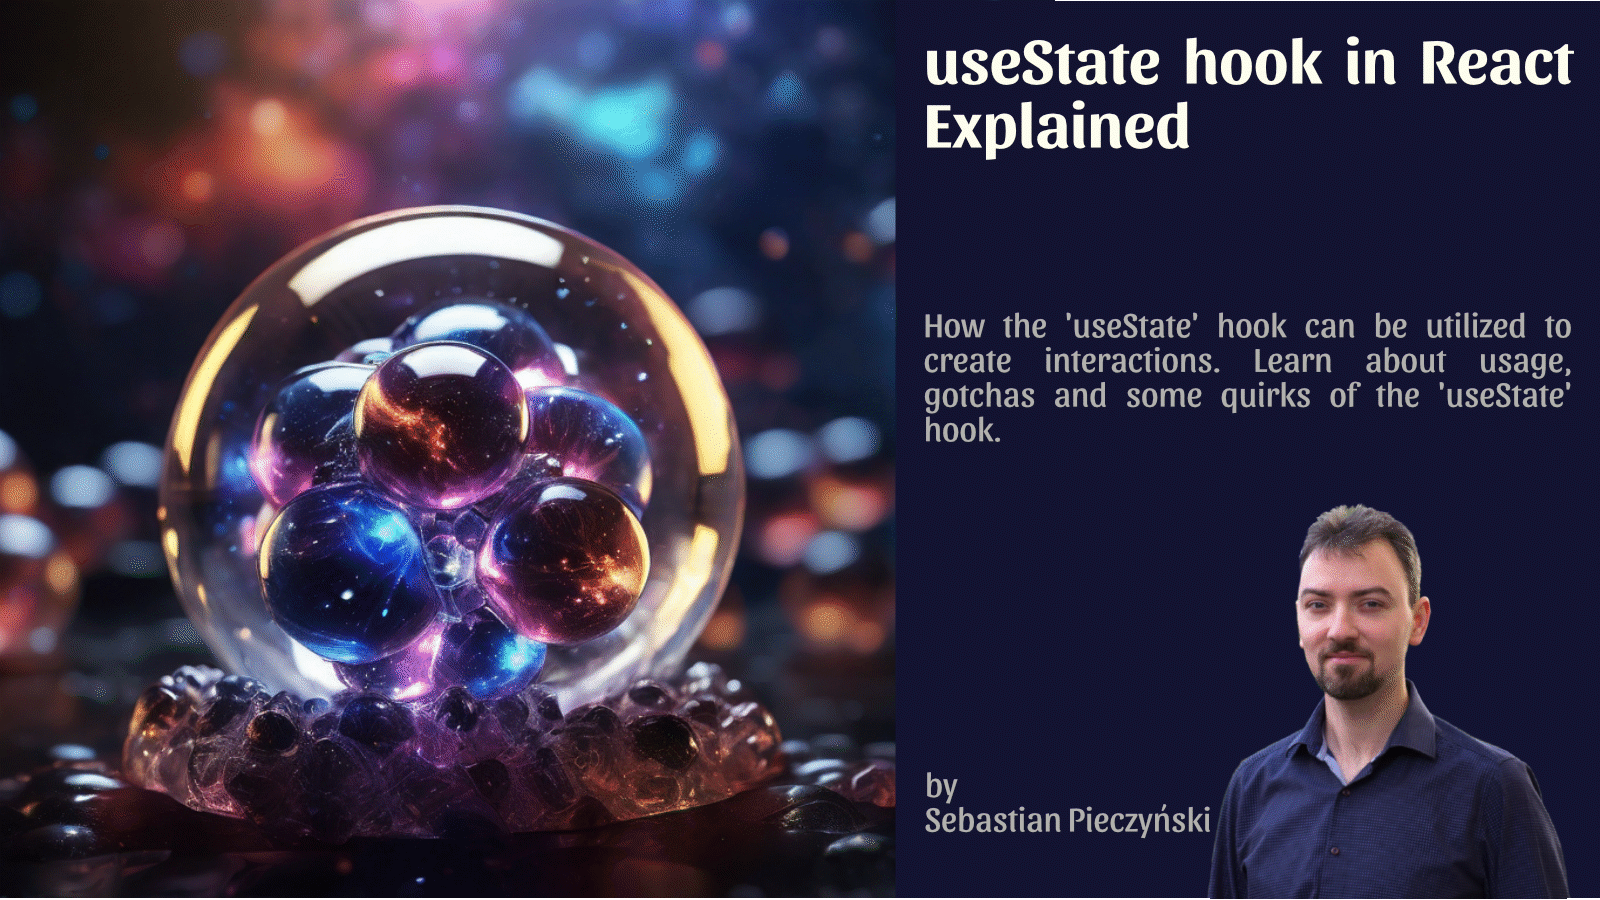 useState hook in React
Explained
How the 'useState' hook can be utilized to
create interactions. Learn about usage,
gotchas and some quirks of the 'useState'
hook.
by
Sebastian Pieczyński